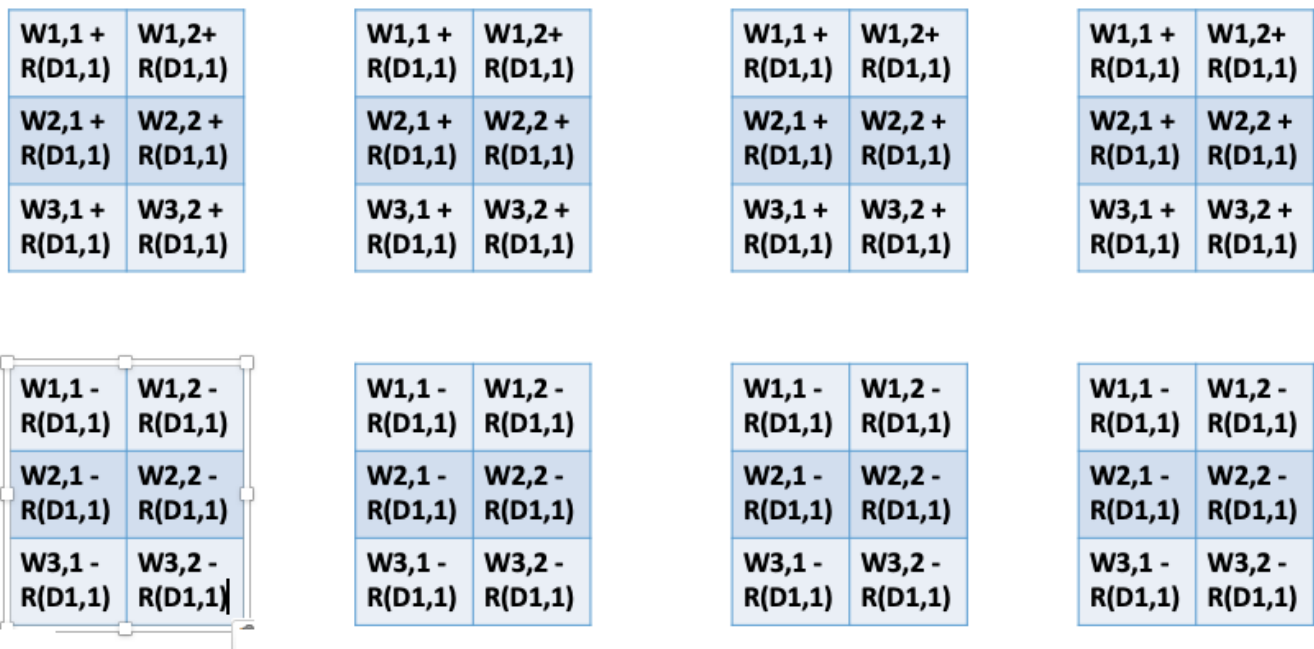 W1,1 + W1,2+ W1,1 + W1,2+ W1,1 + W1,2+ W1,1 + W1,2+
R(D1,1) R(D1,1) R(D1,1) R(D1,1) R(D1,1) R(D1,1) R(D1,1) R(D1,1)
W2,1 + W2,2 + W2,1 + W2,2 + W2,1 + W2,2 + W2,1 + W2,2 +
R(D1,1) R(D1,1) R(D1,1) R(D1,1) R(D1,1) R(D1,1) R(D1,1) R(D1,1)
W3,1 + W3,2 + W3,1 + W3,2 + W3,1 + W3,2 + W3,1 + W3,2 +
R(D1,1) R(D1,1) R(D1,1) R(D1,1) R(D1,1) R(D1,1) R(D1,1) R(D1,1)
W1,1 - W1,2 - W1,1 - W1,2 - W1,1 - W1,2 - W1,1 - W1,2 -
R(D1,1) R(D1,1) R(D1,1) R(D1,1) R(D1,1) R(D1,1) R(D1,1) R(D1,1)
W2,1 - W2,2 - W2,1 - W2,2 - W2,1 - W2,2 - W2,1 - W2,2 -
R(D1,1) R(D1,1) R(D1,1) R(D1,1) R(D1,1) R(D1,1) R(D1,1) R(D1,1)
W3,1 - W3,2 - W3,1 - W3,2 - W3,1 - W3,2 - W3,1 - W3,2 -
R(D1,1) R(D1,1) R(D1,1) R(D1,1) R(D1,1) R(D1,1) R(D1,1) R(D1,1)